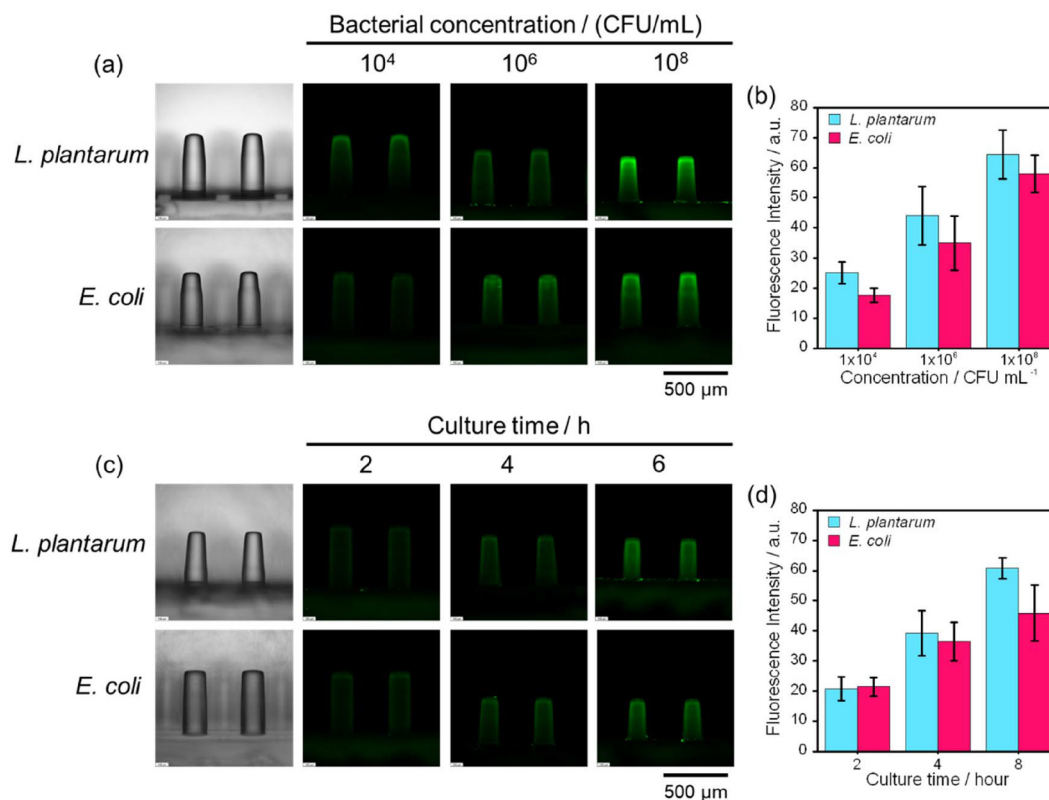 Bacterial concentration / (CFU/mL)
(a)
10⁴ 10⁶ 10⁸
L. plantarum
E. coli
500 µm
(b)
Fluorescence Intensity / a.u.
80
70
60
50
40
30
20
10
0
L. plantarum
E. coli
1x10⁴ 1x10⁶ 1x10⁸
Concentration / CFU mL⁻¹
Culture time / h
(c)
2 4 6
L. plantarum
E. coli
500 µm
(d)
Fluorescence Intensity / a.u.
80
70
60
50
40
30
20
10
0
L. plantarum
E. coli
2 4 8
Culture time / hour